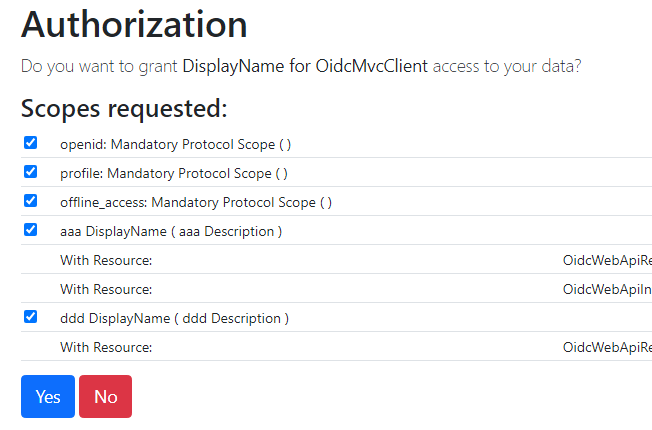 Authorization
Do you want to grant DisplayName for OidcMvcClient access to your data?
Scopes requested:
openid: Mandatory Protocol Scope ( )
profile: Mandatory Protocol Scope ( )
offline_access: Mandatory Protocol Scope ( )
aaa DisplayName ( aaa Description )
With Resource: OidcWebApiRe
With Resource: OidcWebApiIn
ddd DisplayName ( ddd Description )
With Resource: OidcWebApiRe
Yes No